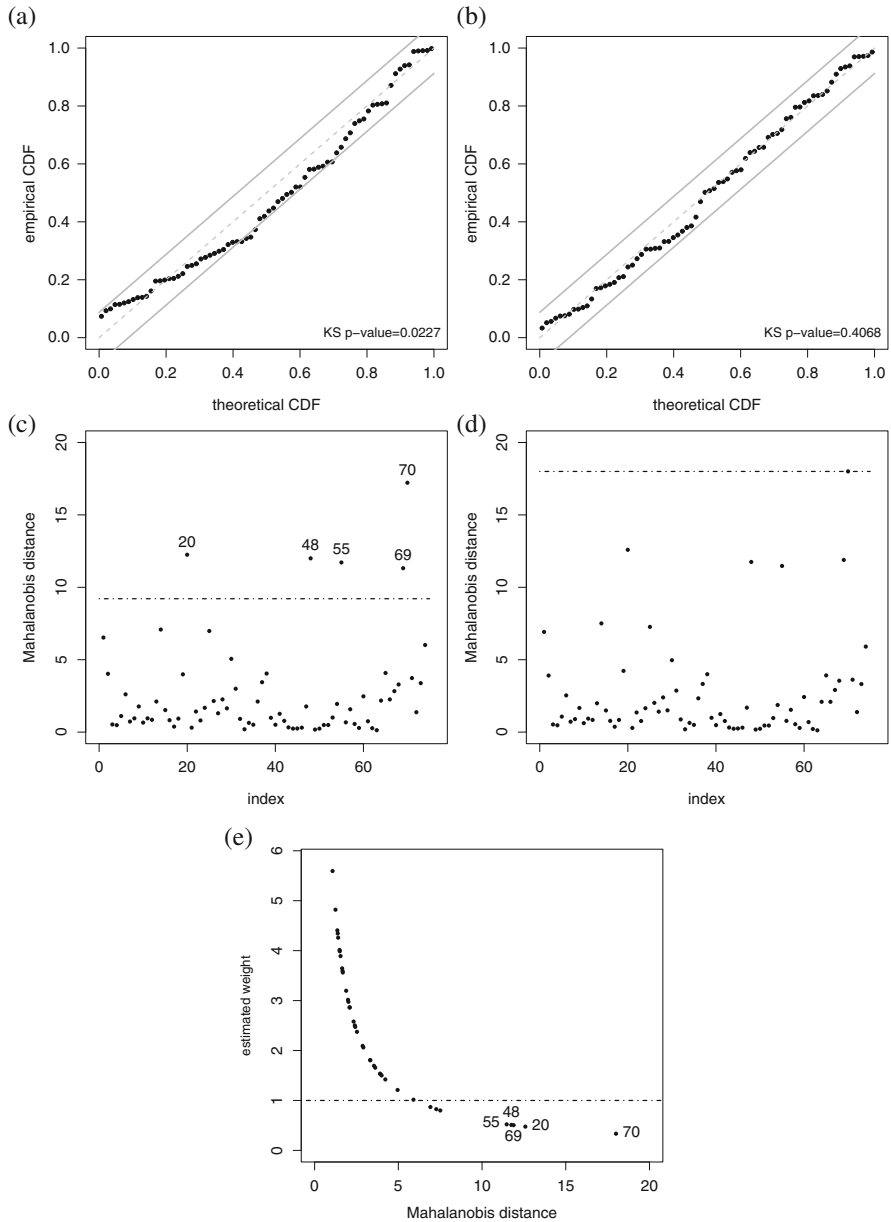 (a)
empirical CDF
1.0
0.8
0.6
0.4
0.2
0.0
KS p-value=0.0227
0.0 0.2 0.4 0.6 0.8 1.0
theoretical CDF
(b)
empirical CDF
1.0
0.8
0.6
0.4
0.2
0.0
KS p-value=0.4068
0.0 0.2 0.4 0.6 0.8 1.0
theoretical CDF
(c)
Mahalanobis distance
20
15
10
5
0
70
20
48
55
69
0 20 40 60
index
(d)
Mahalanobis distance
20
15
10
5
0
0 20 40 60
index
(e)
estimated weight
6
5
4
3
2
1
0
48
55
20
69
70
0 5 10 15 20
Mahalanobis distance